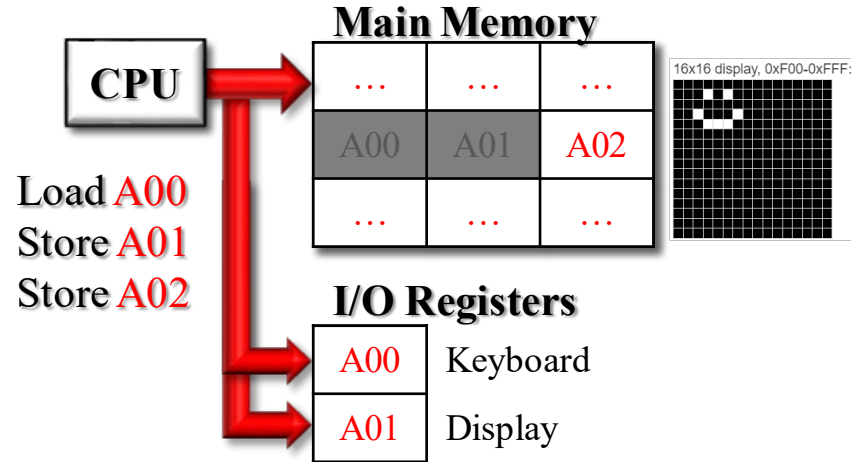 Main Memory
CPU
… … …
A00 A01 A02
… … …
16x16 display, 0xF00-0xFFF:
Load A00
Store A01
Store A02
I/O Registers
A00 Keyboard
A01 Display